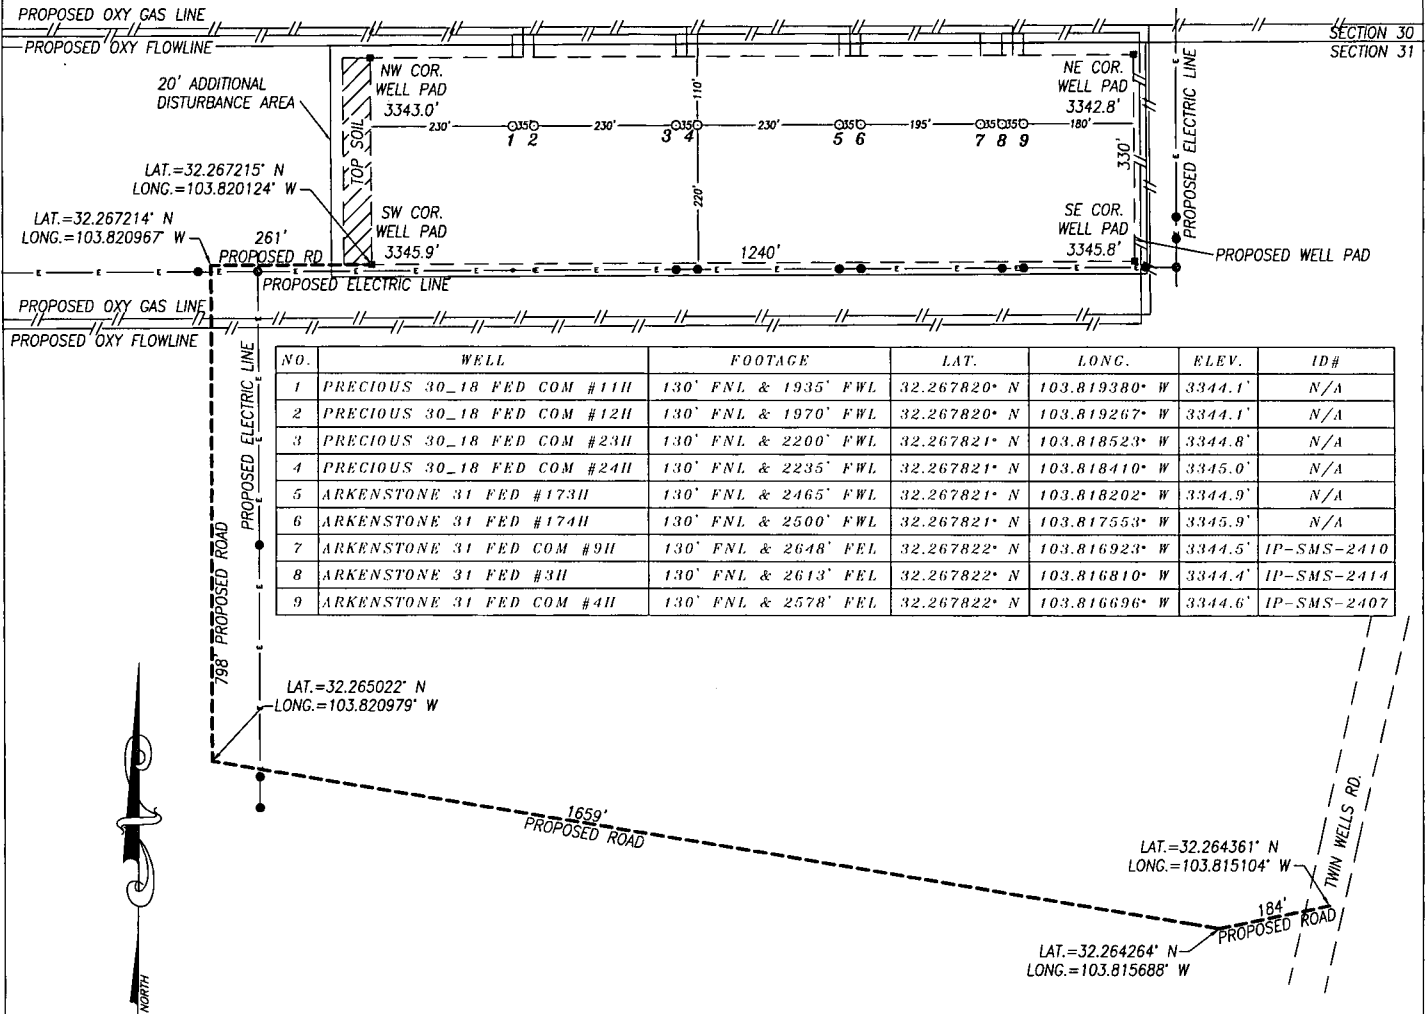 PROPOSED OXY GAS LINE
PROPOSED OXY FLOWLINE
SECTION 30
SECTION 31
20' ADDITIONAL
DISTURBANCE AREA
NW COR.
WELL PAD
3343.0'
NE COR.
WELL PAD
3342.8'
110'
230' 35' 230' 35' 230' 35' 195' 35' 35' 180'
1 2 3 4 5 6 7 8 9
TOP SOIL
330'
220'
PROPOSED ELECTRIC LINE
LAT.=32.267215° N
LONG.=103.820124° W
LAT.=32.267214° N
LONG.=103.820967° W
SW COR.
WELL PAD
3345.9'
SE COR.
WELL PAD
3345.8'
261'
PROPOSED RD
1240'
PROPOSED WELL PAD
PROPOSED ELECTRIC LINE
PROPOSED OXY GAS LINE
PROPOSED OXY FLOWLINE
PROPOSED ELECTRIC LINE
798' PROPOSED ROAD
NO. WELL FOOTAGE LAT. LONG. ELEV. ID#
1 PRECIOUS 30_18 FED COM #11H 130' FNL & 1935' FWL 32.267820° N 103.819380° W 3344.1' N/A
2 PRECIOUS 30_18 FED COM #12H 130' FNL & 1970' FWL 32.267820° N 103.819267° W 3344.1' N/A
3 PRECIOUS 30_18 FED COM #23H 130' FNL & 2200' FWL 32.267821° N 103.818523° W 3344.8' N/A
4 PRECIOUS 30_18 FED COM #24H 130' FNL & 2235' FWL 32.267821° N 103.818410° W 3345.0' N/A
5 ARKENSTONE 31 FED #173H 130' FNL & 2465' FWL 32.267821° N 103.818202° W 3344.9' N/A
6 ARKENSTONE 31 FED #174H 130' FNL & 2500' FWL 32.267821° N 103.817553° W 3345.9' N/A
7 ARKENSTONE 31 FED COM #9H 130' FNL & 2648' FEL 32.267822° N 103.816923° W 3344.5' IP-SMS-2410
8 ARKENSTONE 31 FED #3H 130' FNL & 2613' FEL 32.267822° N 103.816810° W 3344.4' IP-SMS-2414
9 ARKENSTONE 31 FED COM #4H 130' FNL & 2578' FEL 32.267822° N 103.816696° W 3344.6' IP-SMS-2407
LAT.=32.265022° N
LONG.=103.820979° W
1659'
PROPOSED ROAD
LAT.=32.264361° N
LONG.=103.815104° W
TWIN WELLS RD.
184'
PROPOSED ROAD
LAT.=32.264264° N
LONG.=103.815688° W
NORTH